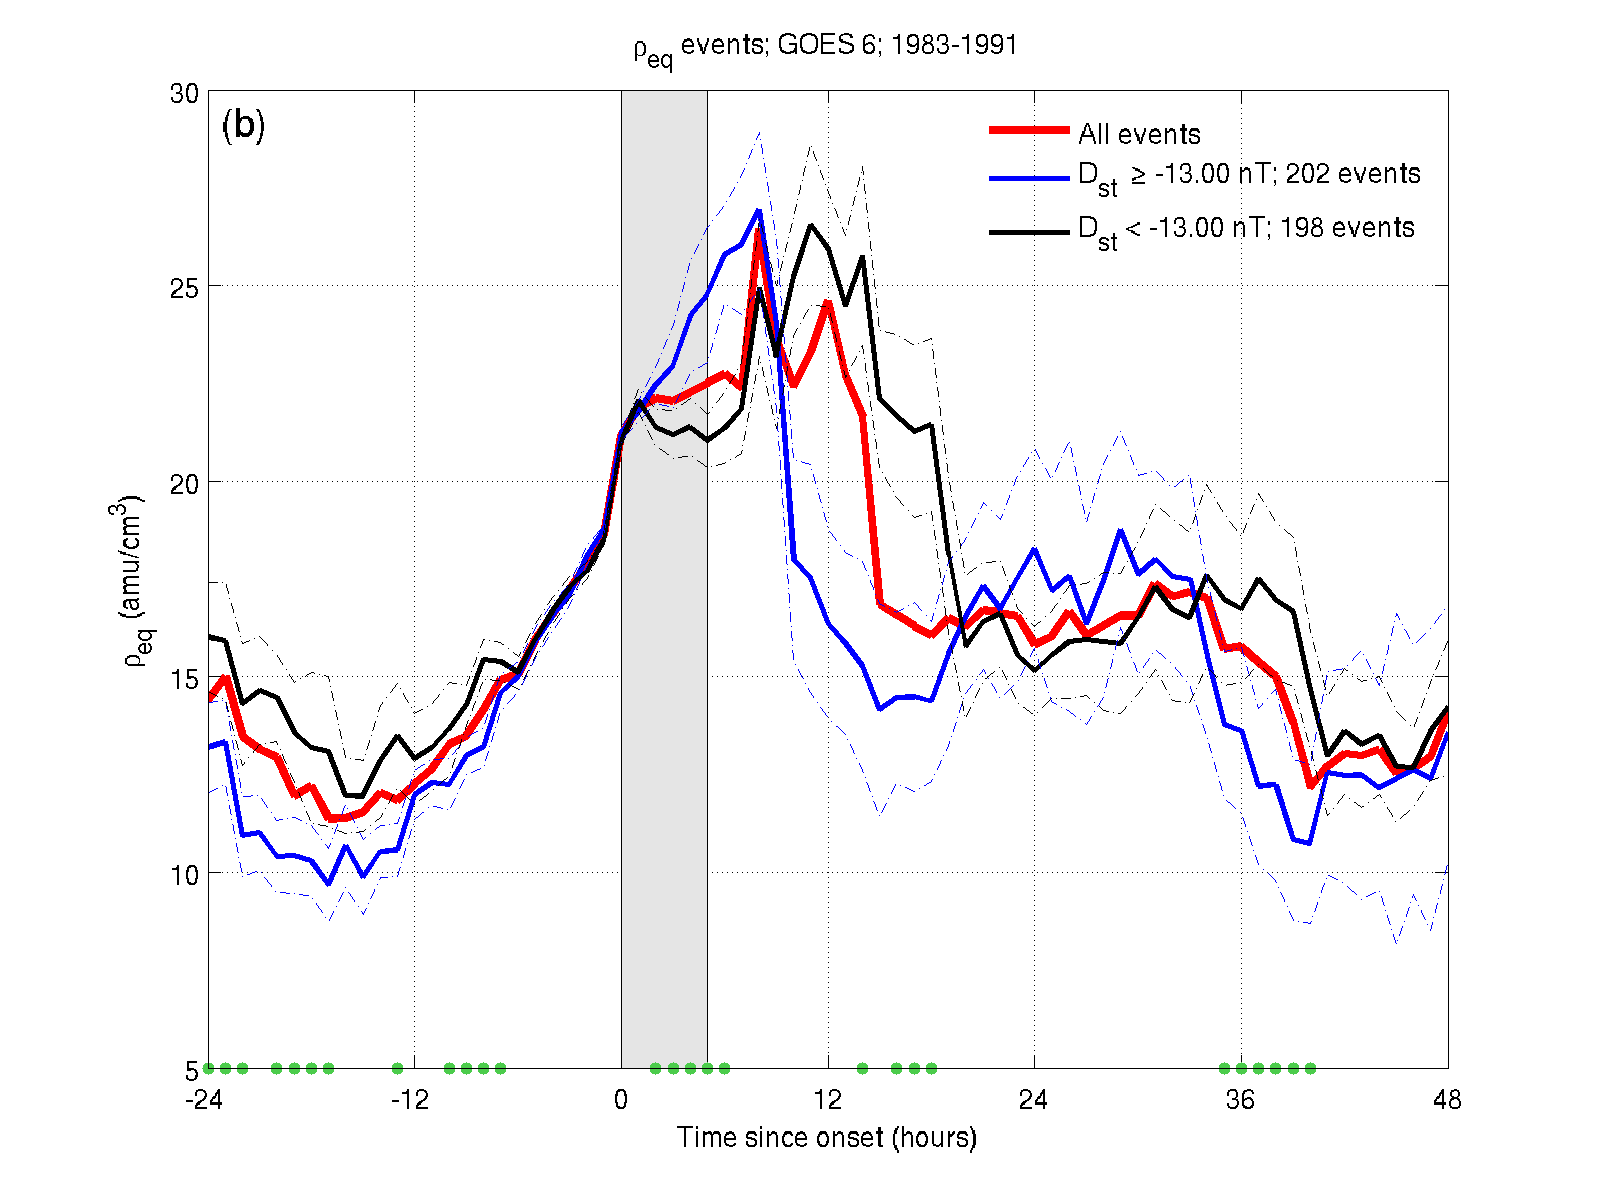 ρeq events; GOES 6; 1983-1991
(b)
All events
Dst ≥ -13.00 nT; 202 events
Dst < -13.00 nT; 198 events
ρeq (amu/cm3)
30
25
20
15
10
5
-24 -12 0 12 24 36 48
Time since onset (hours)